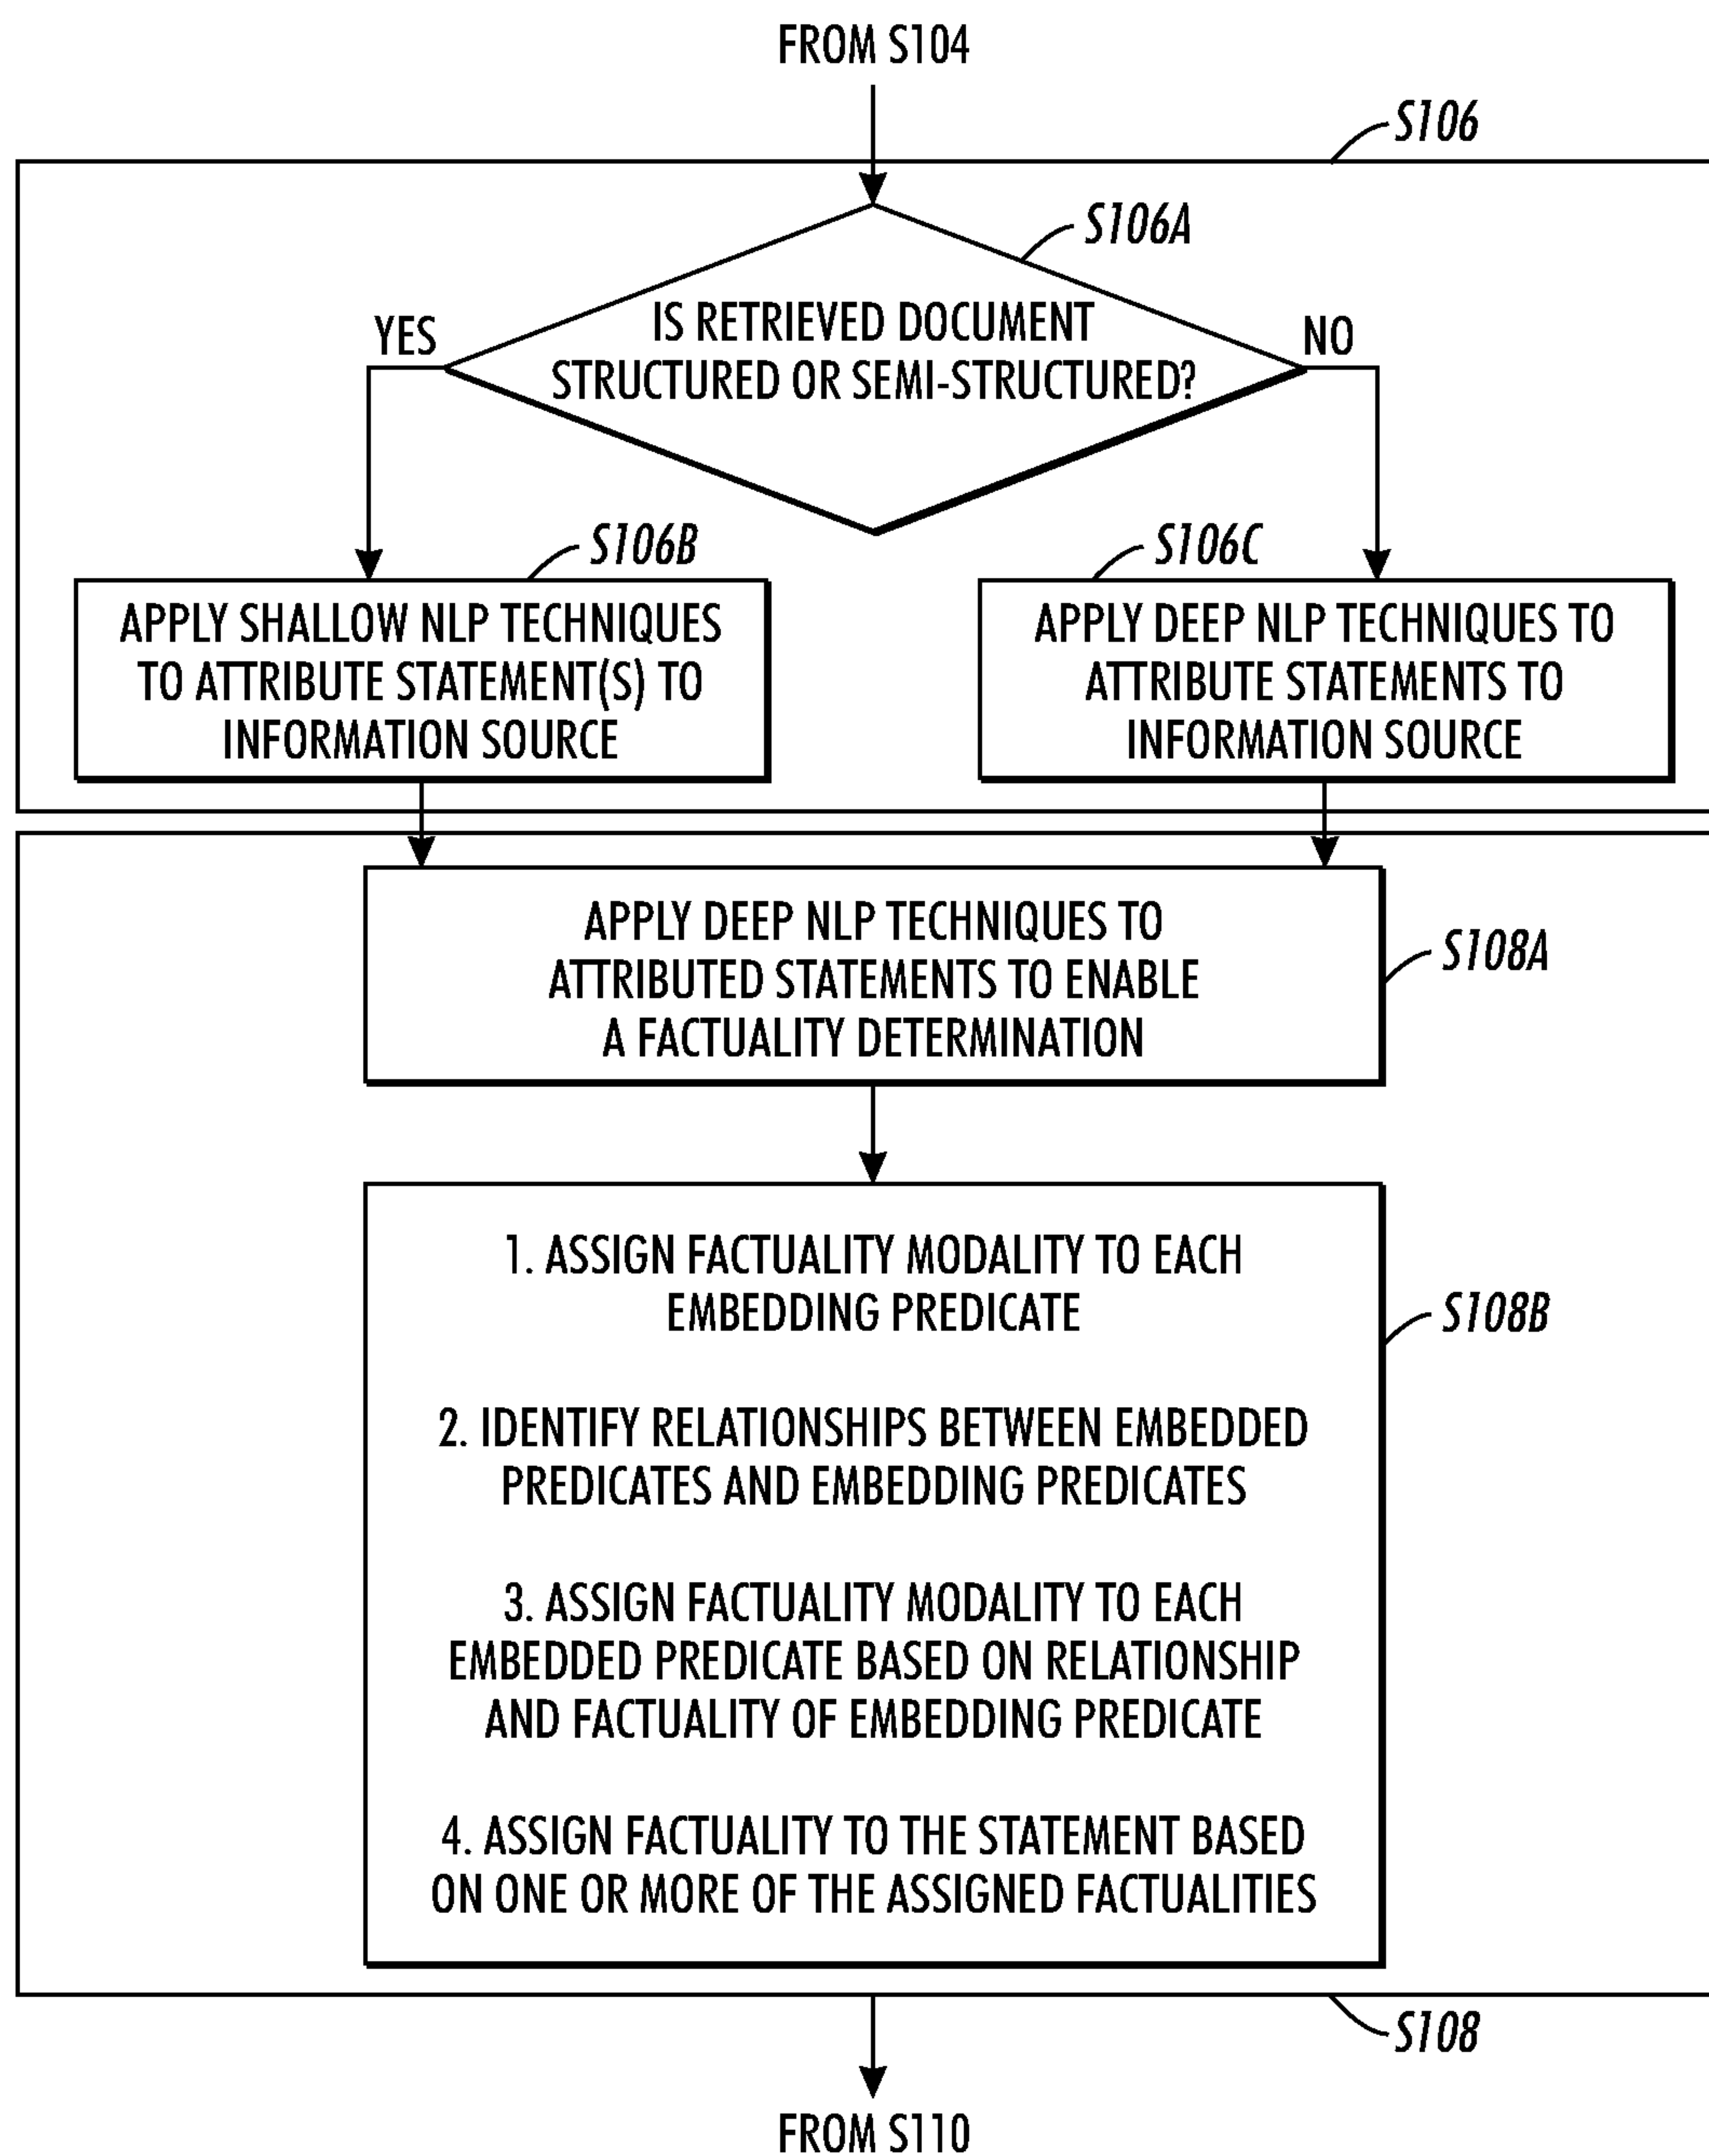 FROM S104
S106
S106A
IS RETRIEVED DOCUMENT
STRUCTURED OR SEMI-STRUCTURED?
YES
NO
S106B
S106C
APPLY SHALLOW NLP TECHNIQUES
TO ATTRIBUTE STATEMENT(S) TO
INFORMATION SOURCE
APPLY DEEP NLP TECHNIQUES TO
ATTRIBUTE STATEMENTS TO
INFORMATION SOURCE
APPLY DEEP NLP TECHNIQUES TO
ATTRIBUTED STATEMENTS TO ENABLE
A FACTUALITY DETERMINATION
S108A
1. ASSIGN FACTUALITY MODALITY TO EACH
EMBEDDING PREDICATE
S108B
2. IDENTIFY RELATIONSHIPS BETWEEN EMBEDDED
PREDICATES AND EMBEDDING PREDICATES
3. ASSIGN FACTUALITY MODALITY TO EACH
EMBEDDED PREDICATE BASED ON RELATIONSHIP
AND FACTUALITY OF EMBEDDING PREDICATE
4. ASSIGN FACTUALITY TO THE STATEMENT BASED
ON ONE OR MORE OF THE ASSIGNED FACTUALITIES
S108
FROM S110